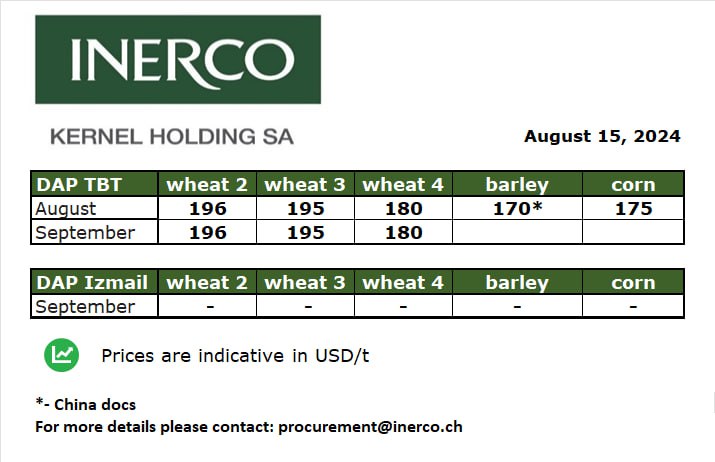 INERCO
KERNEL HOLDING SA
August 15, 2024
DAP TBT wheat 2 wheat 3 wheat 4 barley corn
August 196 195 180 170* 175
September 196 195 180
DAP Izmail wheat 2 wheat 3 wheat 4 barley corn
September - - - - -
Prices are indicative in USD/t
*- China docs
For more details please contact: procurement@inerco.ch